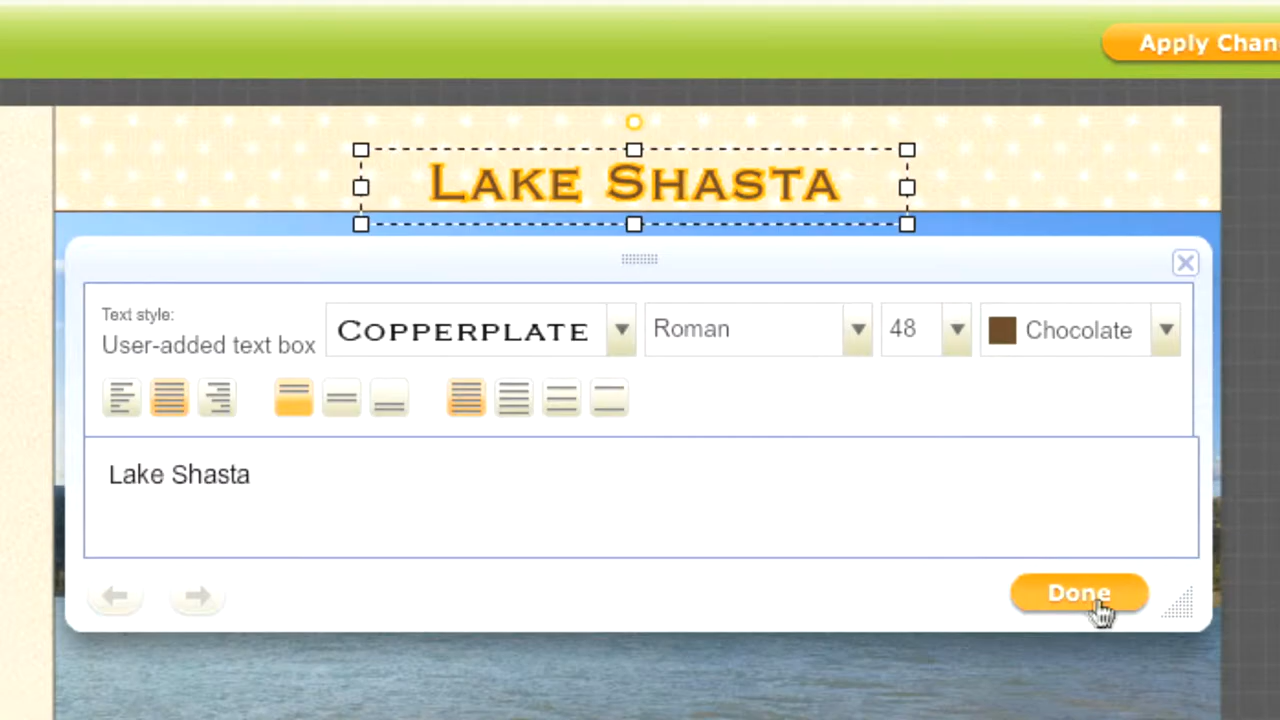 Apply Chan
Lake Shasta
Text style:
User-added text box
Copperplate
Roman
48
Chocolate
Lake Shasta
Done